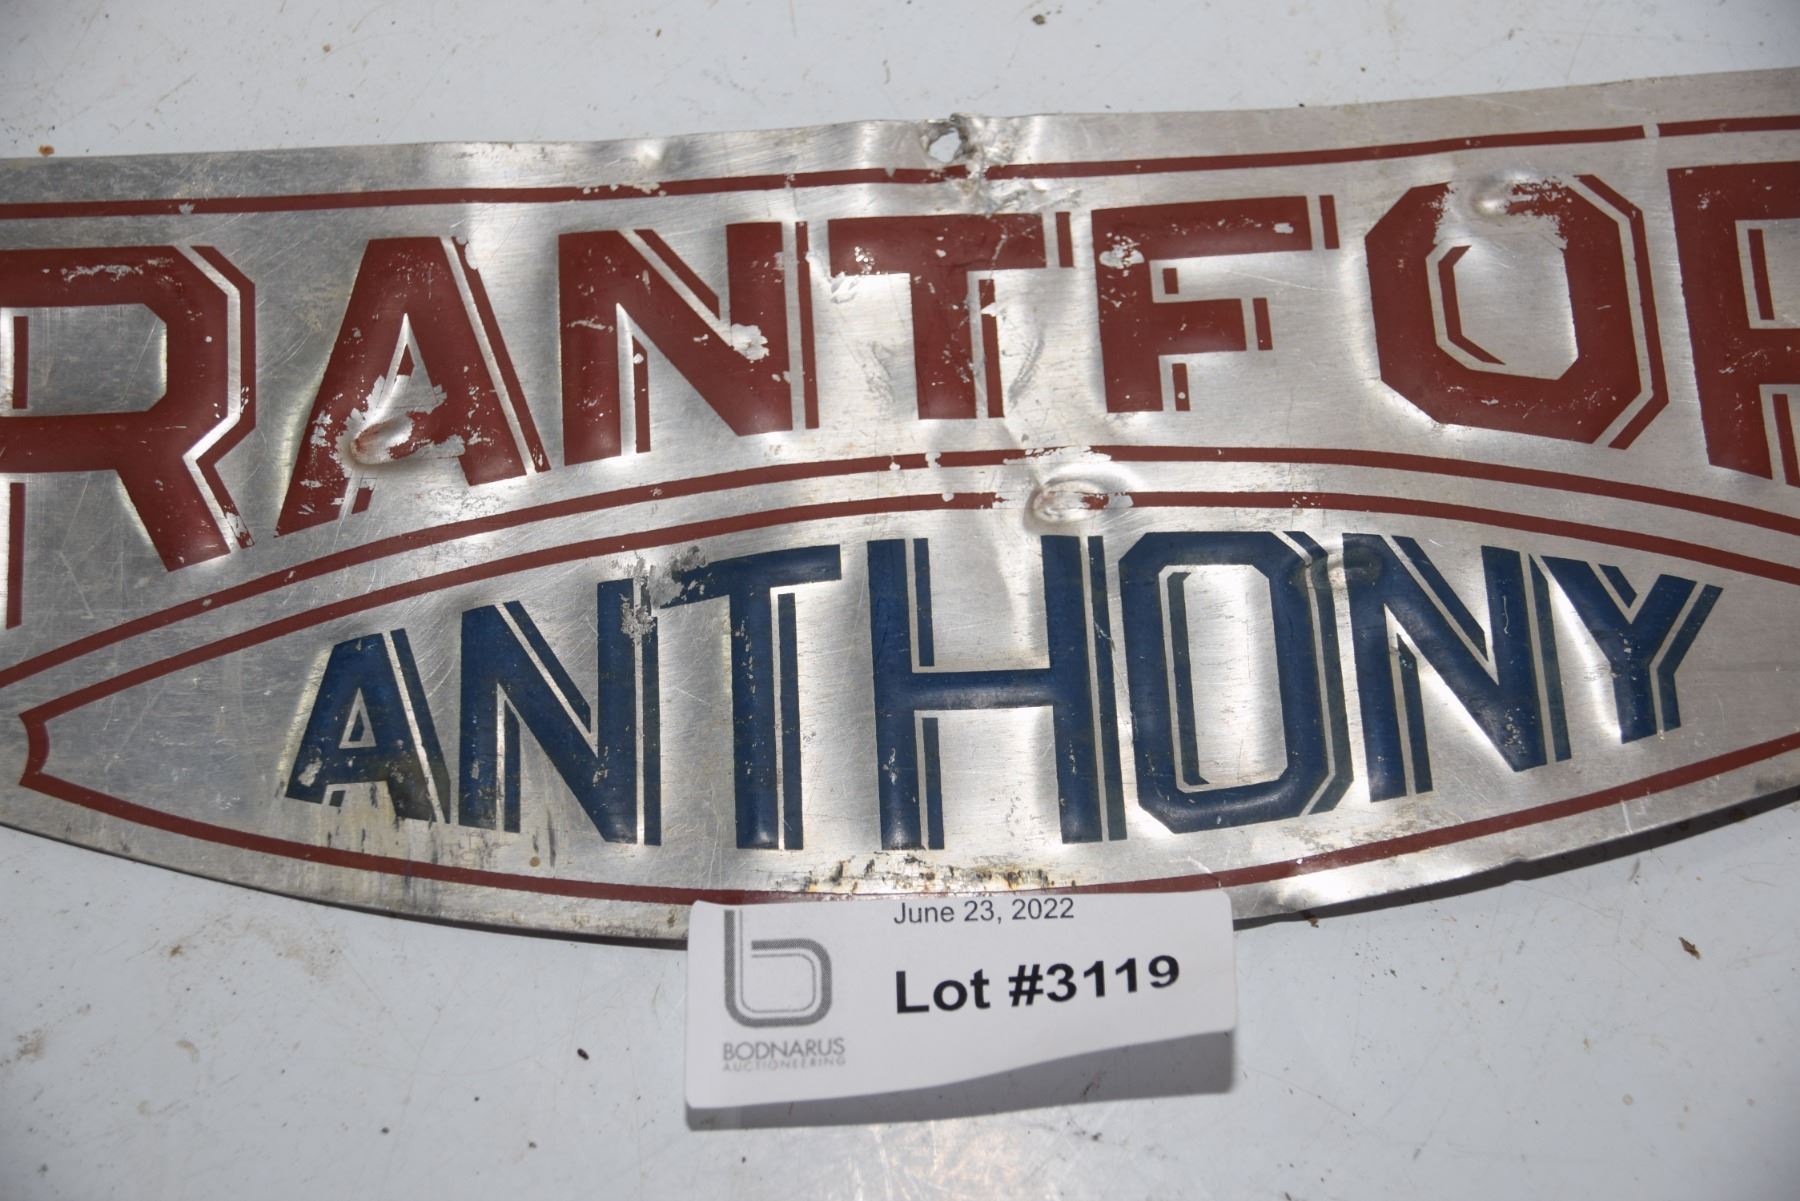 RANTFOR
ANTHONY
June 23, 2022
Lot #3119
BODNARUS
AUCTIONEERING